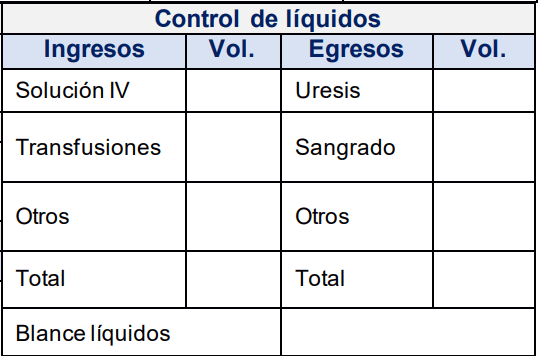 Control de líquidos
Ingresos Vol. Egresos Vol.
Solución IV Uresis
Transfusiones Sangrado
Otros Otros
Total Total
Blance líquidos